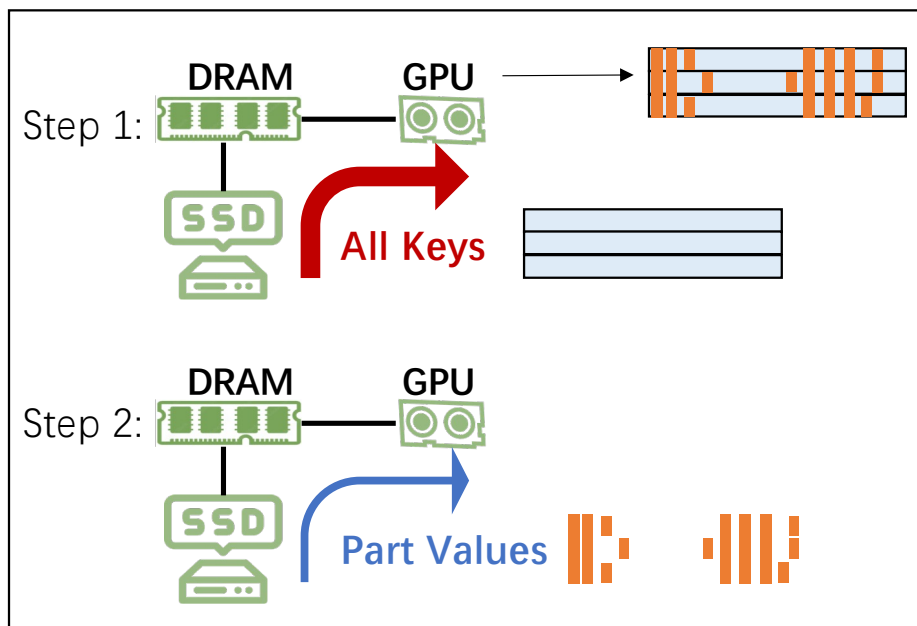 DRAM GPU
Step 1:
SSD
All Keys
DRAM GPU
Step 2:
SSD
Part Values